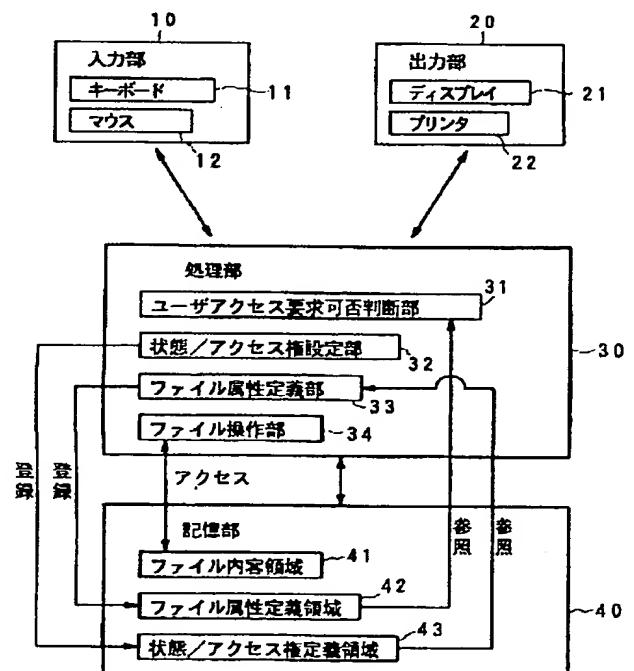 10
入力部
キーボード
11
マウス
12
20
出力部
ディスプレイ
21
プリンタ
22
処理部
ユーザアクセス要求可否判断部
31
状態/アクセス権設定部
32
30
ファイル属性定義部
33
ファイル操作部
34
登録
登録
アクセス
参照
参照
記憶部
ファイル内容領域
41
ファイル属性定義領域
42
40
状態/アクセス権定義領域
43